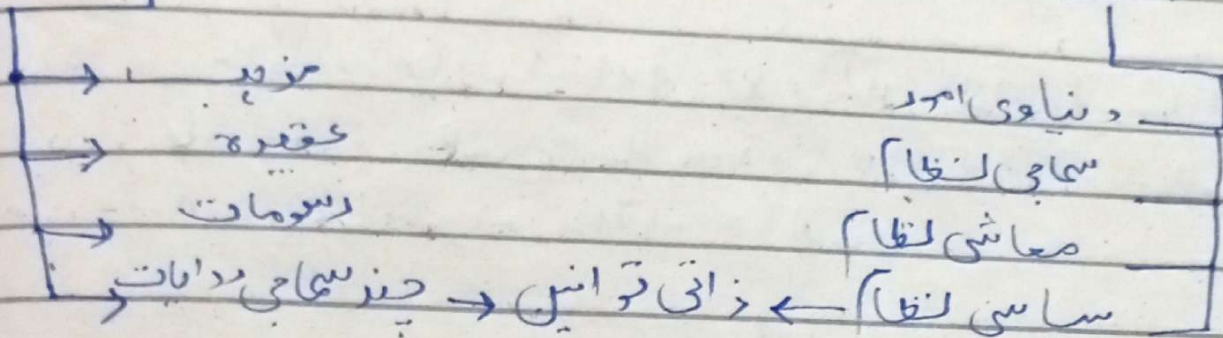 دنیاوی امور مذہب
سماجی نظام عقیدہ
معاشی نظام رسومات
سیاسی نظام ← ذاتی قوانین → چند سماجی روایات